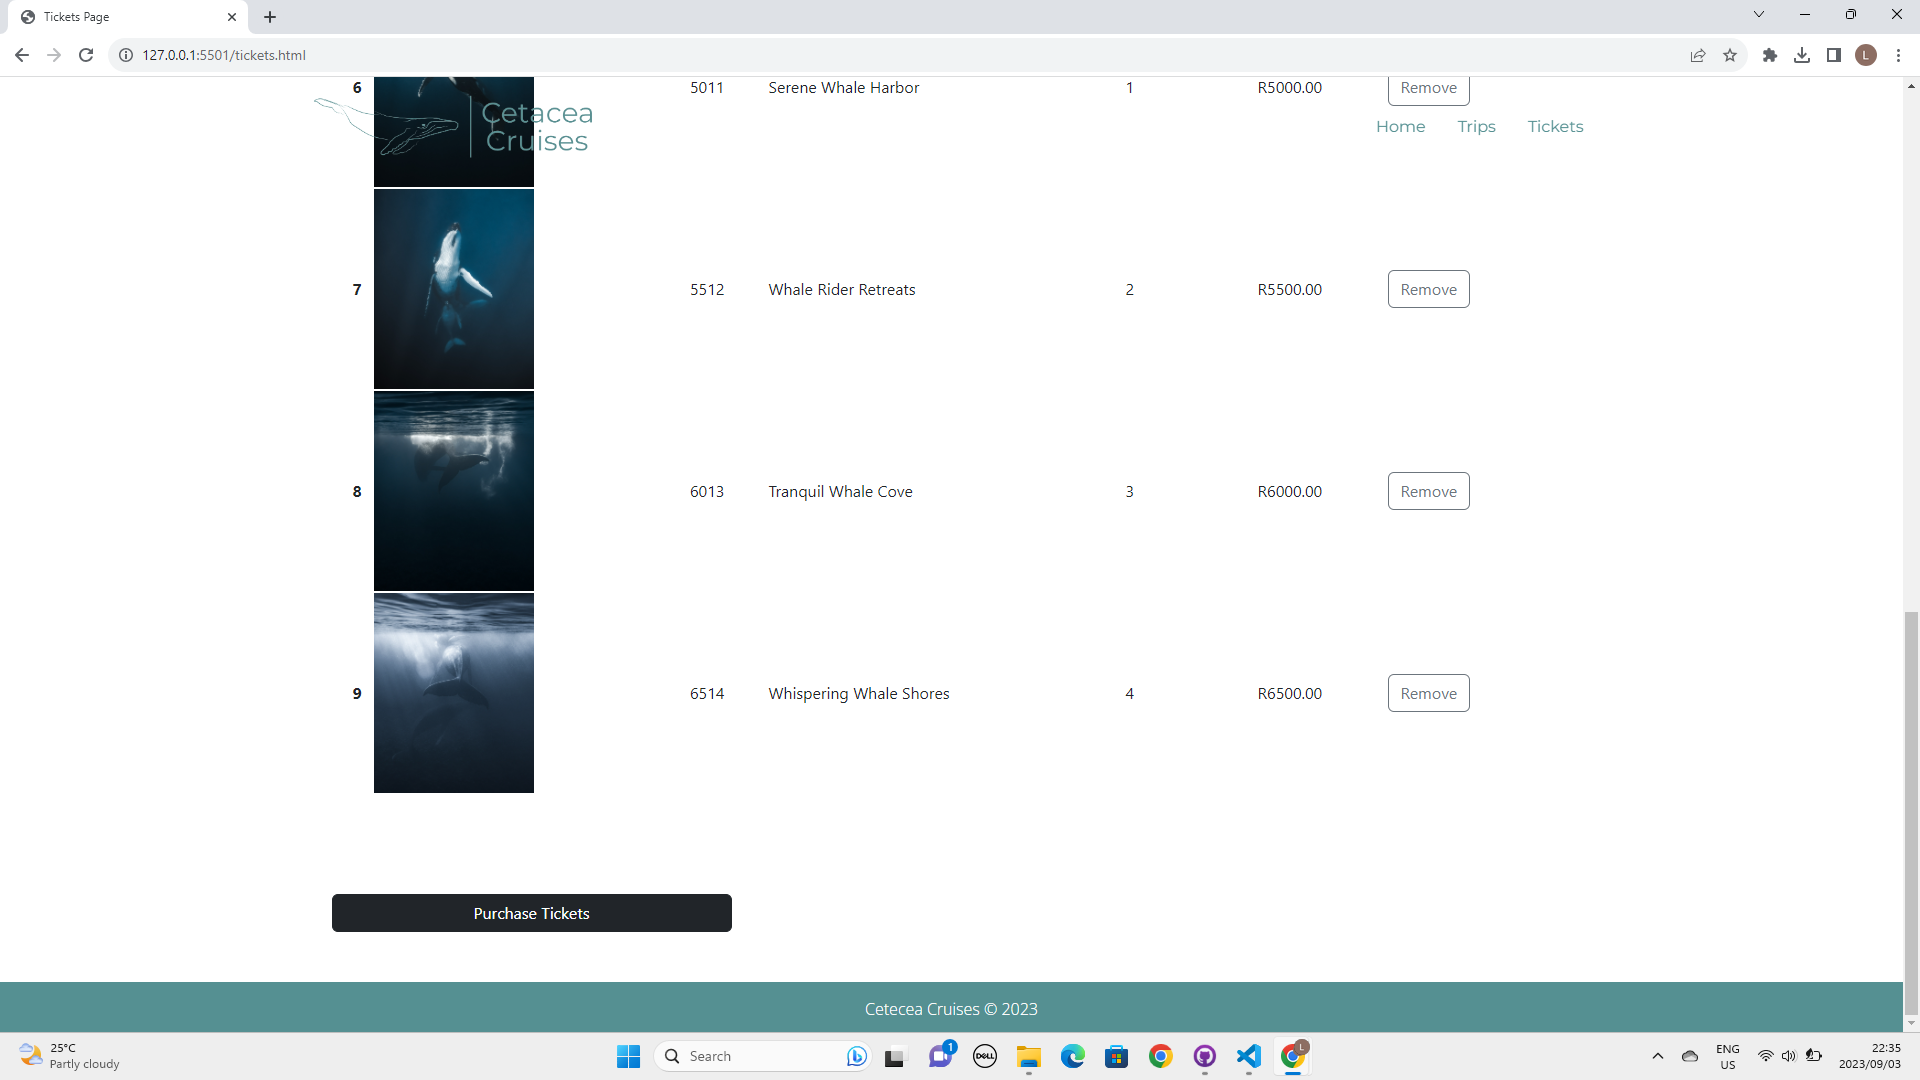 Tickets Page
127.0.0.1:5501/tickets.html
L
6 5011 Serene Whale Harbor 1 R5000.00 Remove
Cetacea
Cruises
Home Trips Tickets
7 5512 Whale Rider Retreats 2 R5500.00 Remove
8 6013 Tranquil Whale Cove 3 R6000.00 Remove
9 6514 Whispering Whale Shores 4 R6500.00 Remove
Purchase Tickets
Cetecea Cruises © 2023
25°C
Partly cloudy
Search
1
DELL
L
ENG
US
22:35
2023/09/03